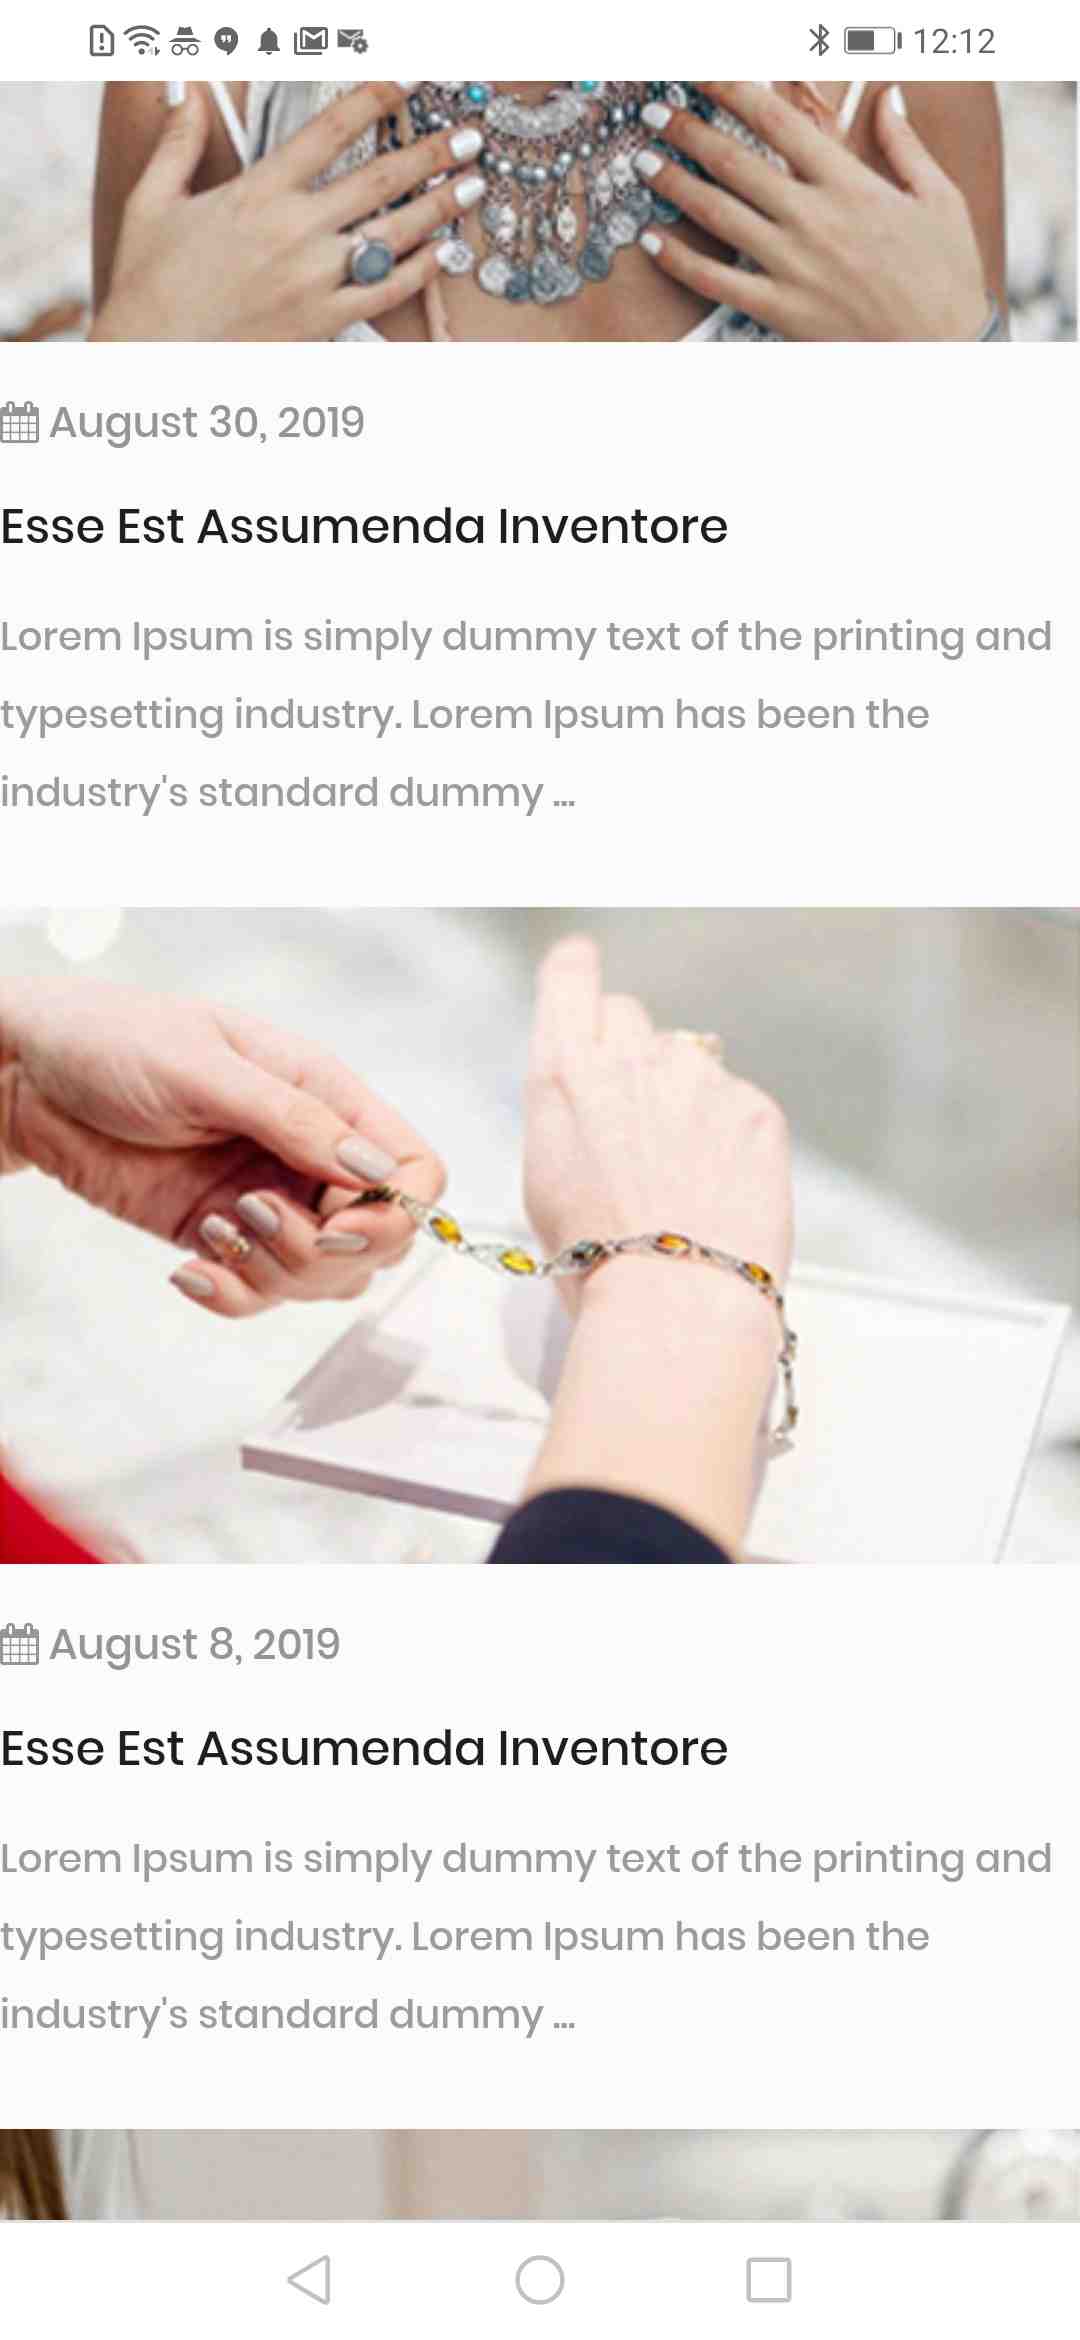 12:12
August 30, 2019
Esse Est Assumenda Inventore
Lorem Ipsum is simply dummy text of the printing and
typesetting industry. Lorem Ipsum has been the
industry's standard dummy ...
August 8, 2019
Esse Est Assumenda Inventore
Lorem Ipsum is simply dummy text of the printing and
typesetting industry. Lorem Ipsum has been the
industry's standard dummy ...